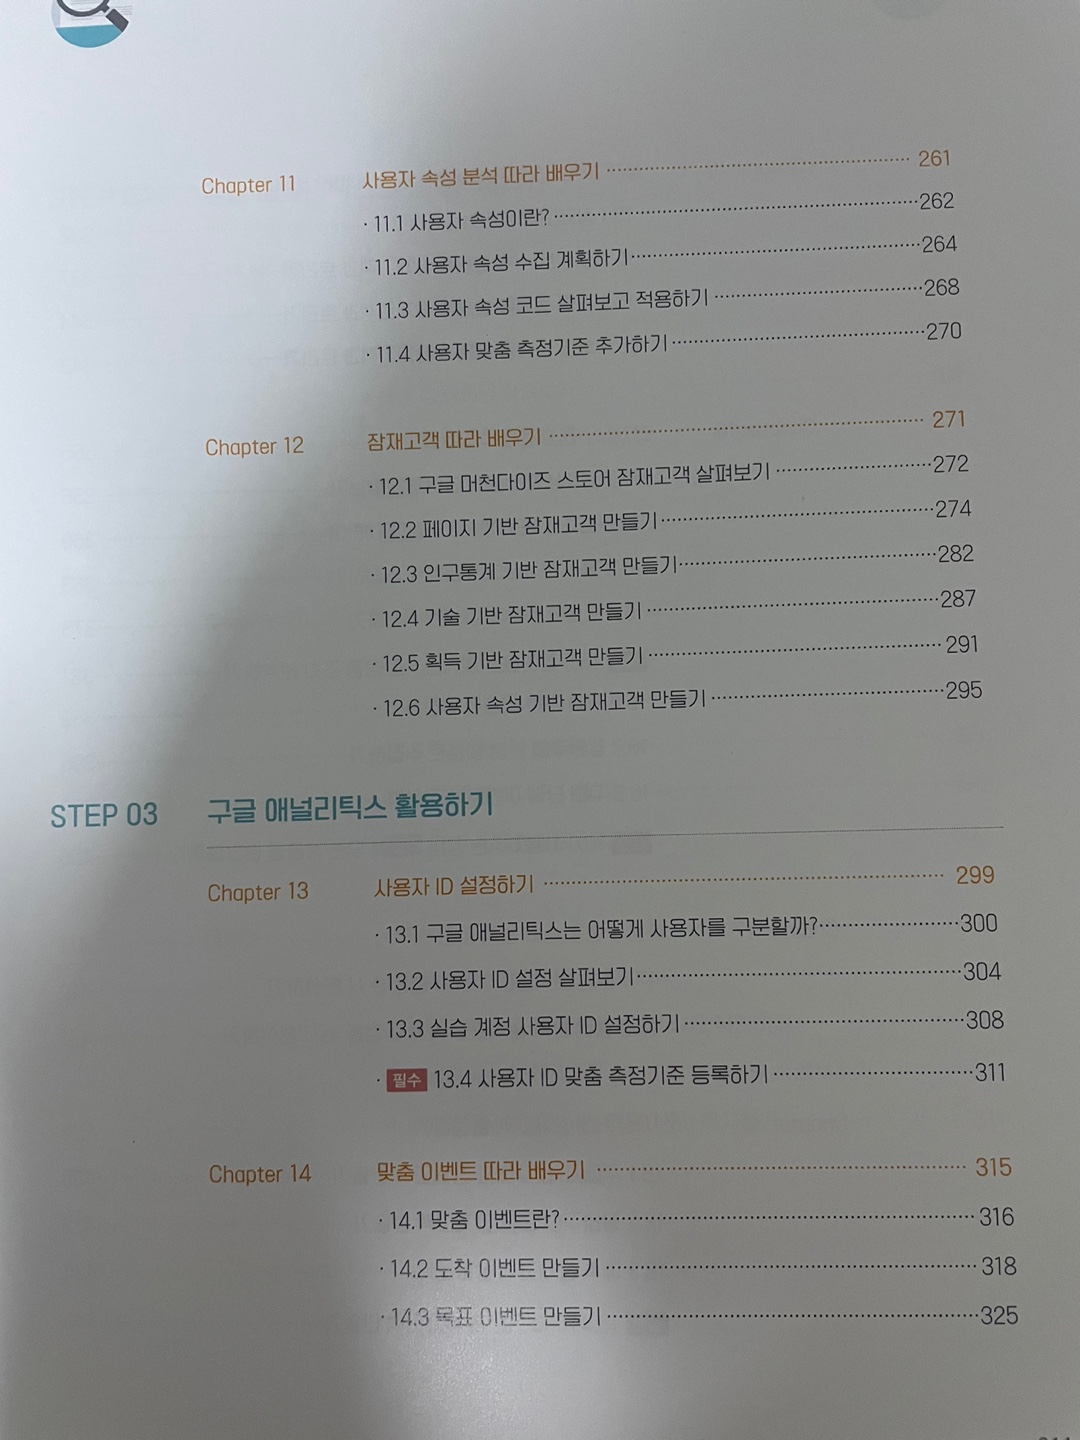 Chapter 11 사용자 속성 분석 따라 배우기 261
· 11.1 사용자 속성이란? 262
· 11.2 사용자 속성 수집 계획하기 264
· 11.3 사용자 속성 코드 살펴보고 적용하기 268
· 11.4 사용자 맞춤 측정기준 추가하기 270
Chapter 12 잠재고객 따라 배우기 271
· 12.1 구글 머천다이즈 스토어 잠재고객 살펴보기 272
· 12.2 페이지 기반 잠재고객 만들기 274
· 12.3 인구통계 기반 잠재고객 만들기 282
· 12.4 기술 기반 잠재고객 만들기 287
· 12.5 획득 기반 잠재고객 만들기 291
· 12.6 사용자 속성 기반 잠재고객 만들기 295
STEP 03 구글 애널리틱스 활용하기
Chapter 13 사용자 ID 설정하기 299
· 13.1 구글 애널리틱스는 어떻게 사용자를 구분할까? 300
· 13.2 사용자 ID 설정 살펴보기 304
· 13.3 실습 계정 사용자 ID 설정하기 308
· 필수 13.4 사용자 ID 맞춤 측정기준 등록하기 311
Chapter 14 맞춤 이벤트 따라 배우기 315
· 14.1 맞춤 이벤트란? 316
· 14.2 도착 이벤트 만들기 318
· 14.3 목표 이벤트 만들기 325